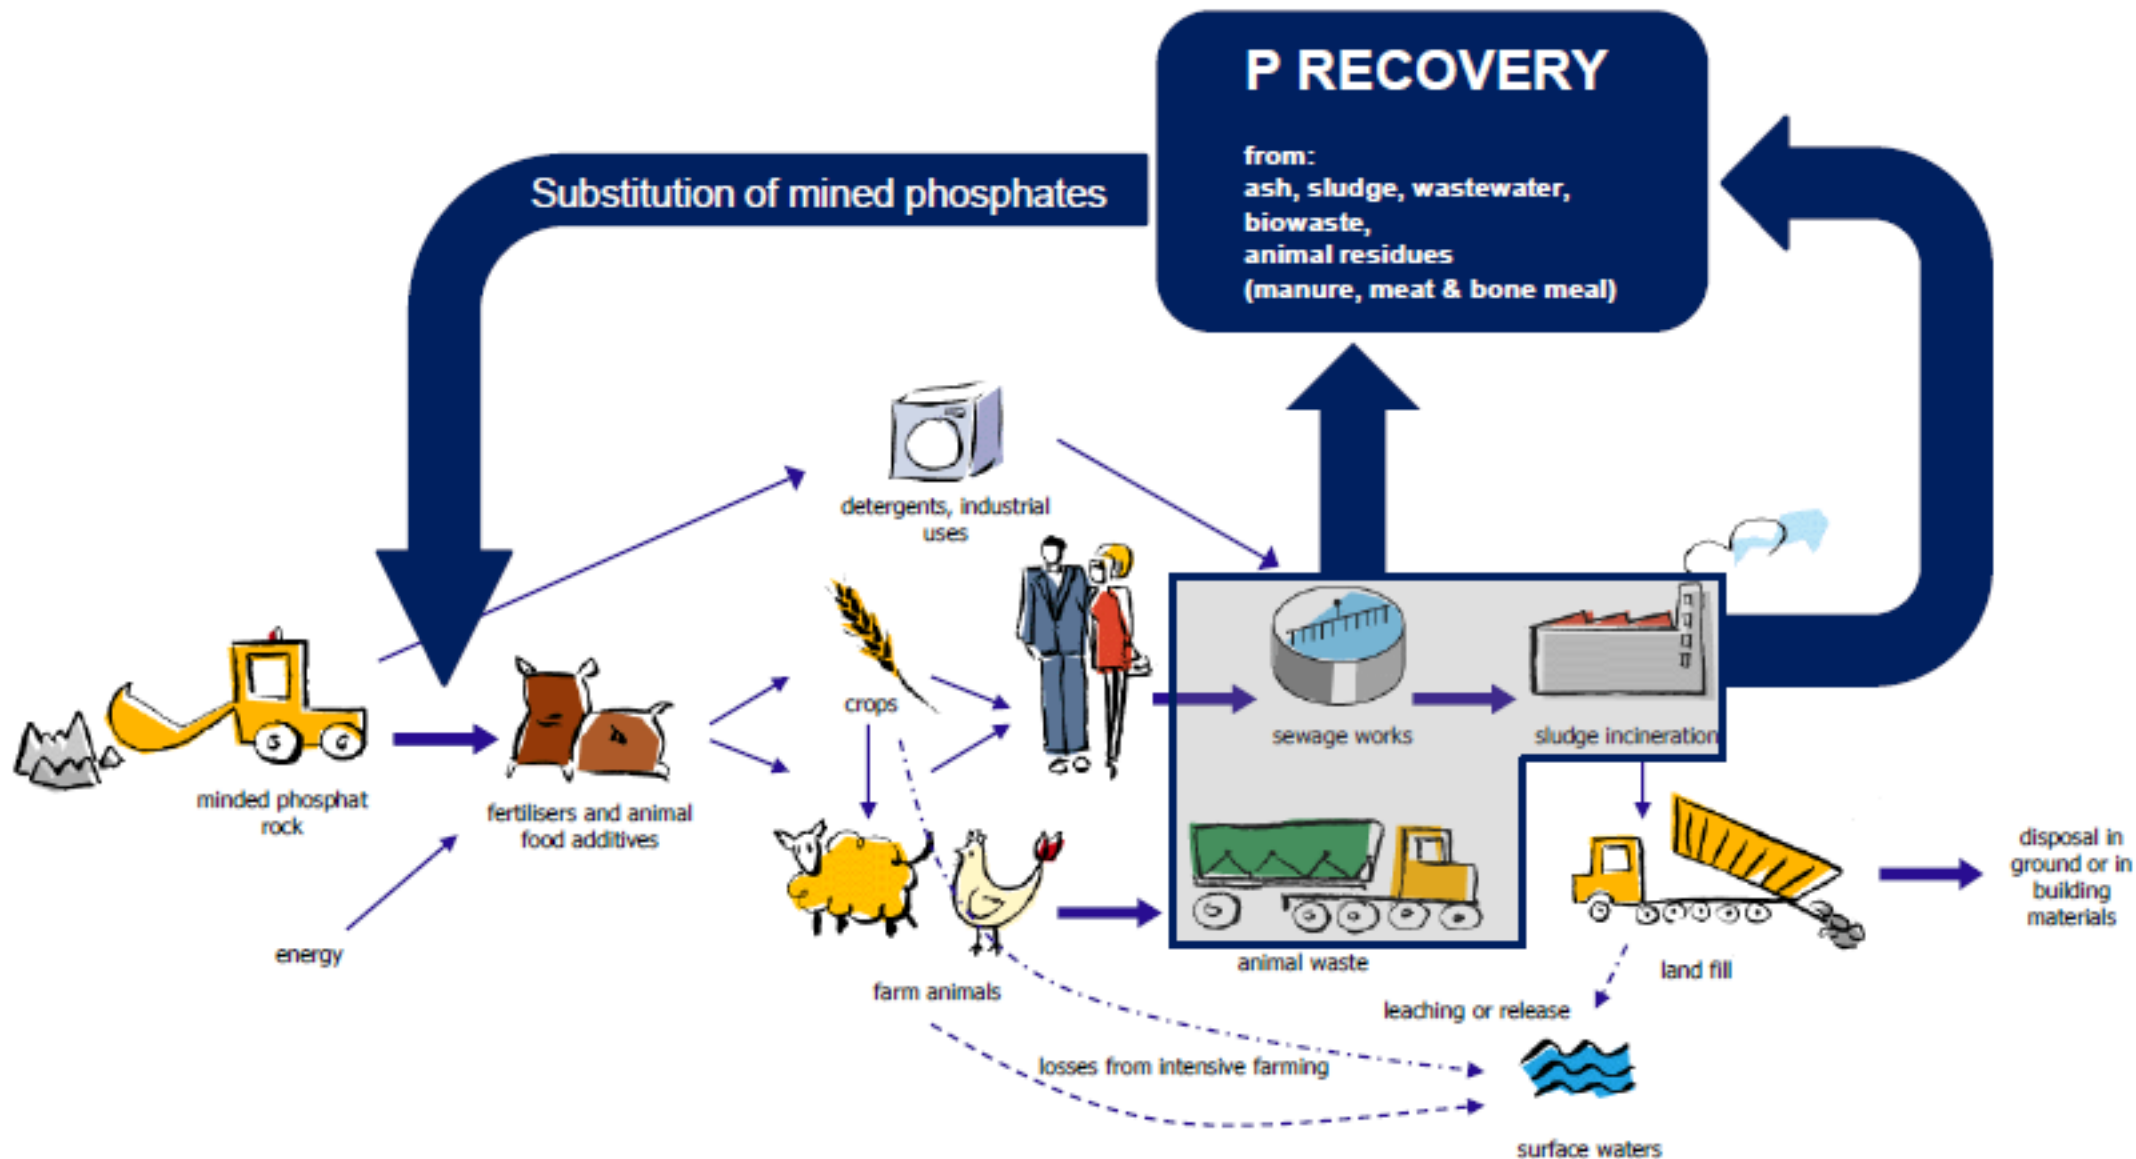 P RECOVERY
from:
ash, sludge, wastewater,
biowaste,
animal residues
(manure, meat & bone meal)
Substitution of mined phosphates
detergents, industrial
uses
crops
sewage works
sludge incineration
minded phosphat
rock
fertilisers and animal
food additives
energy
farm animals
animal waste
land fill
disposal in
ground or in
building
materials
leaching or release
losses from intensive farming
surface waters